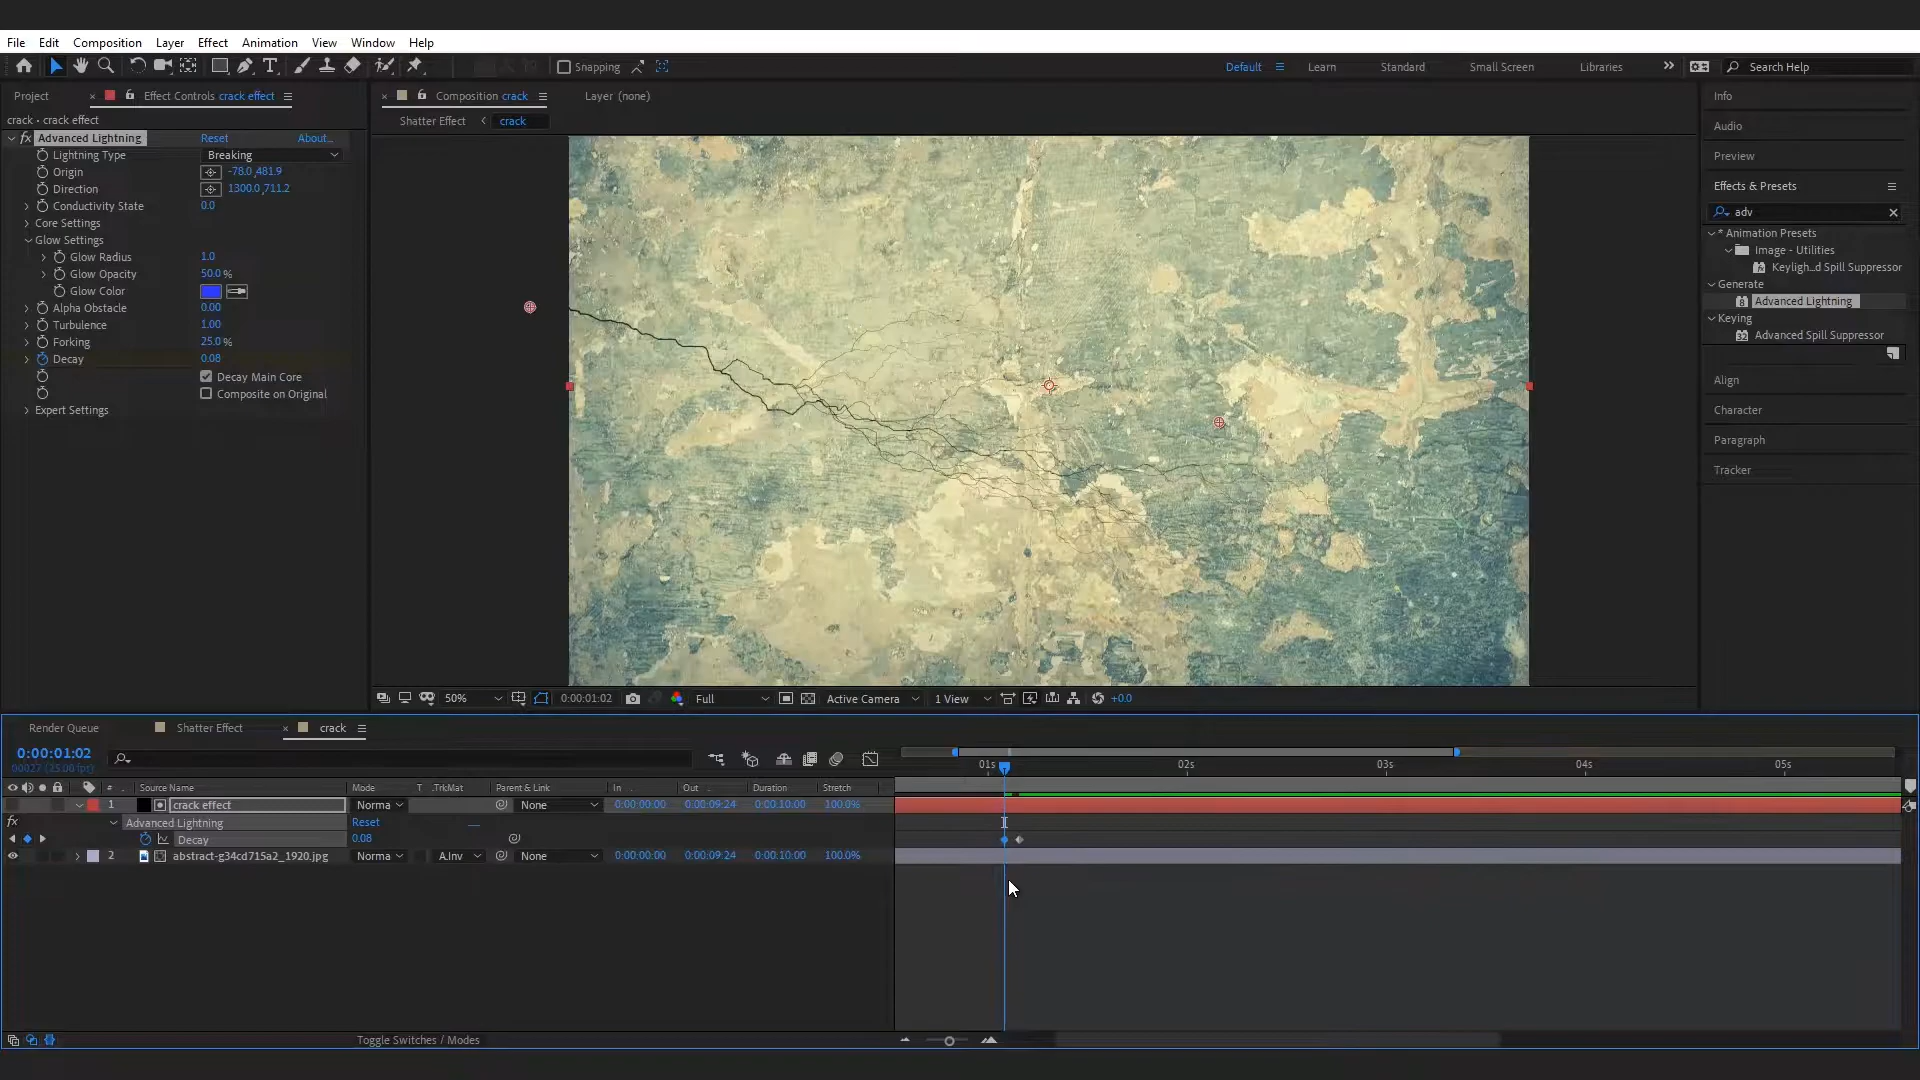 File Edit Composition Layer Effect Animation View Window Help
Snapping Default Learn Standard Small Screen Libraries Search Help
Project Effect Controls crack effect
crack • crack effect
fx Advanced Lightning Reset About...
Lightning Type Breaking
Origin -78.0,481.9
Direction 1300.0,711.2
Conductivity State 0.0
Core Settings
Glow Settings
Glow Radius 1.0
Glow Opacity 50.0 %
Glow Color
Alpha Obstacle 0.00
Turbulence 1.00
Forking 25.0 %
Decay 0.08
Decay Main Core
Composite on Original
Expert Settings
Composition crack Layer (none)
Shatter Effect crack
50% 0:00:01:02 Full Active Camera 1 View +0.0
Info
Audio
Preview
Effects & Presets
adv
* Animation Presets
Image - Utilities
Keyligh...d Spill Suppressor
Generate
Advanced Lightning
Keying
Advanced Spill Suppressor
Align
Character
Paragraph
Tracker
Render Queue Shatter Effect crack
0:00:01:02
00027 (25.00 fps)
01s 02s 03s 04s 05s
# Source Name Mode T .TrkMat Parent & Link In Out Duration Stretch
1 crack effect Norma None 0:00:00:00 0:00:09:24 0:00:10:00 100.0%
fx Advanced Lightning Reset
Decay 0.08
2 abstract-g34cd715a2_1920.jpg Norma A.Inv None 0:00:00:00 0:00:09:24 0:00:10:00 100.0%
Toggle Switches / Modes